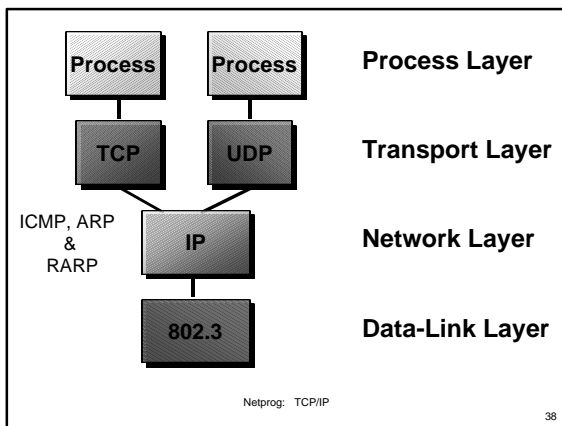 Process Process Process Layer
TCP UDP Transport Layer
ICMP, ARP
&
RARP
IP Network Layer
802.3 Data-Link Layer
Netprog: TCP/IP
38